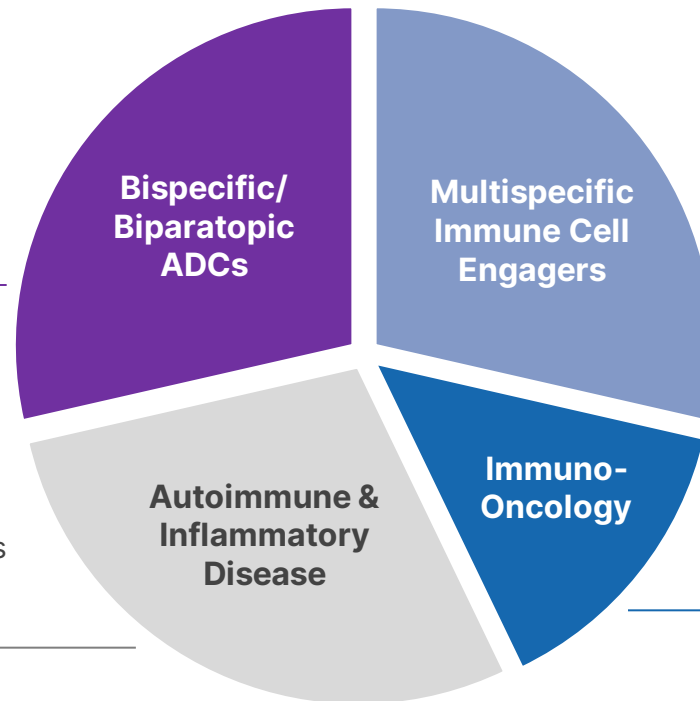 Bispecific/
Biparatopic
ADCs
Multispecific
Immune Cell
Engagers
Immuno-
Oncology
Autoimmune &
Inflammatory
Disease
s